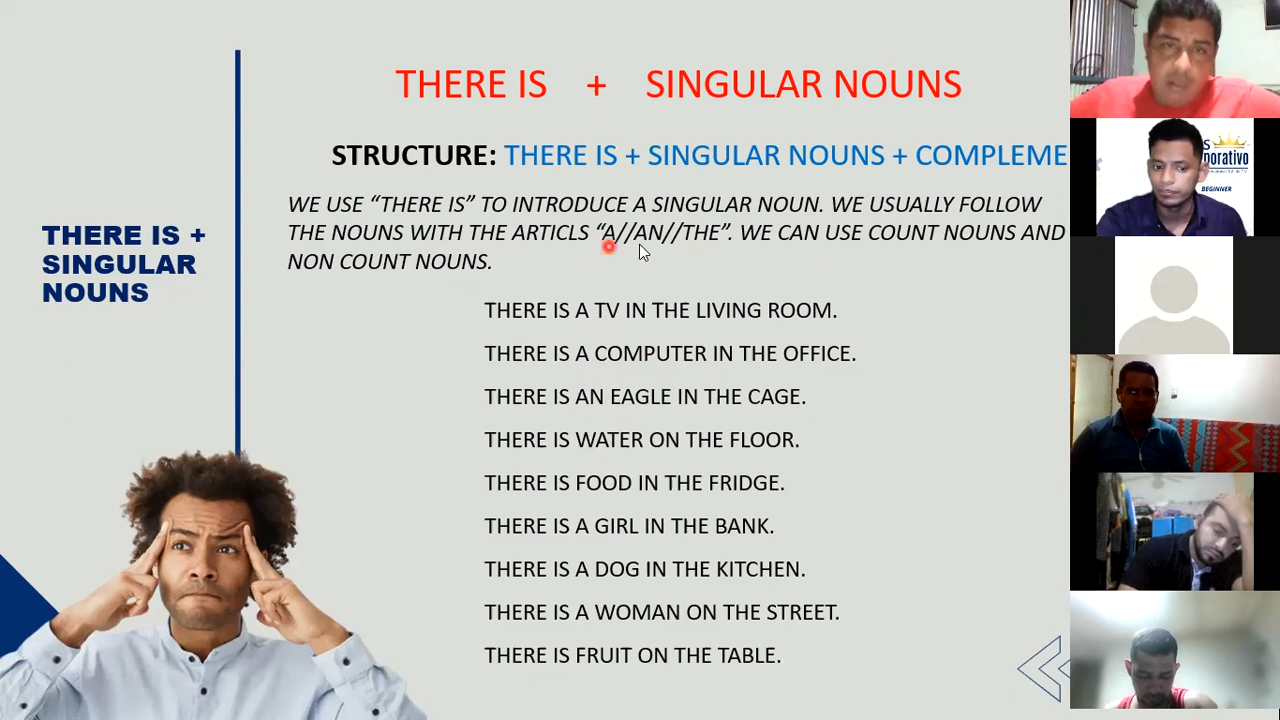 THERE IS + SINGULAR NOUNS
STRUCTURE: THERE IS + SINGULAR NOUNS + COMPLEME
WE USE “THERE IS” TO INTRODUCE A SINGULAR NOUN. WE USUALLY FOLLOW
THE NOUNS WITH THE ARTICLS “A//AN//THE”. WE CAN USE COUNT NOUNS AND
NON COUNT NOUNS.
THERE IS +
SINGULAR
NOUNS
THERE IS A TV IN THE LIVING ROOM.
THERE IS A COMPUTER IN THE OFFICE.
THERE IS AN EAGLE IN THE CAGE.
THERE IS WATER ON THE FLOOR.
THERE IS FOOD IN THE FRIDGE.
THERE IS A GIRL IN THE BANK.
THERE IS A DOG IN THE KITCHEN.
THERE IS A WOMAN ON THE STREET.
THERE IS FRUIT ON THE TABLE.
S
porativo
BEGINNER